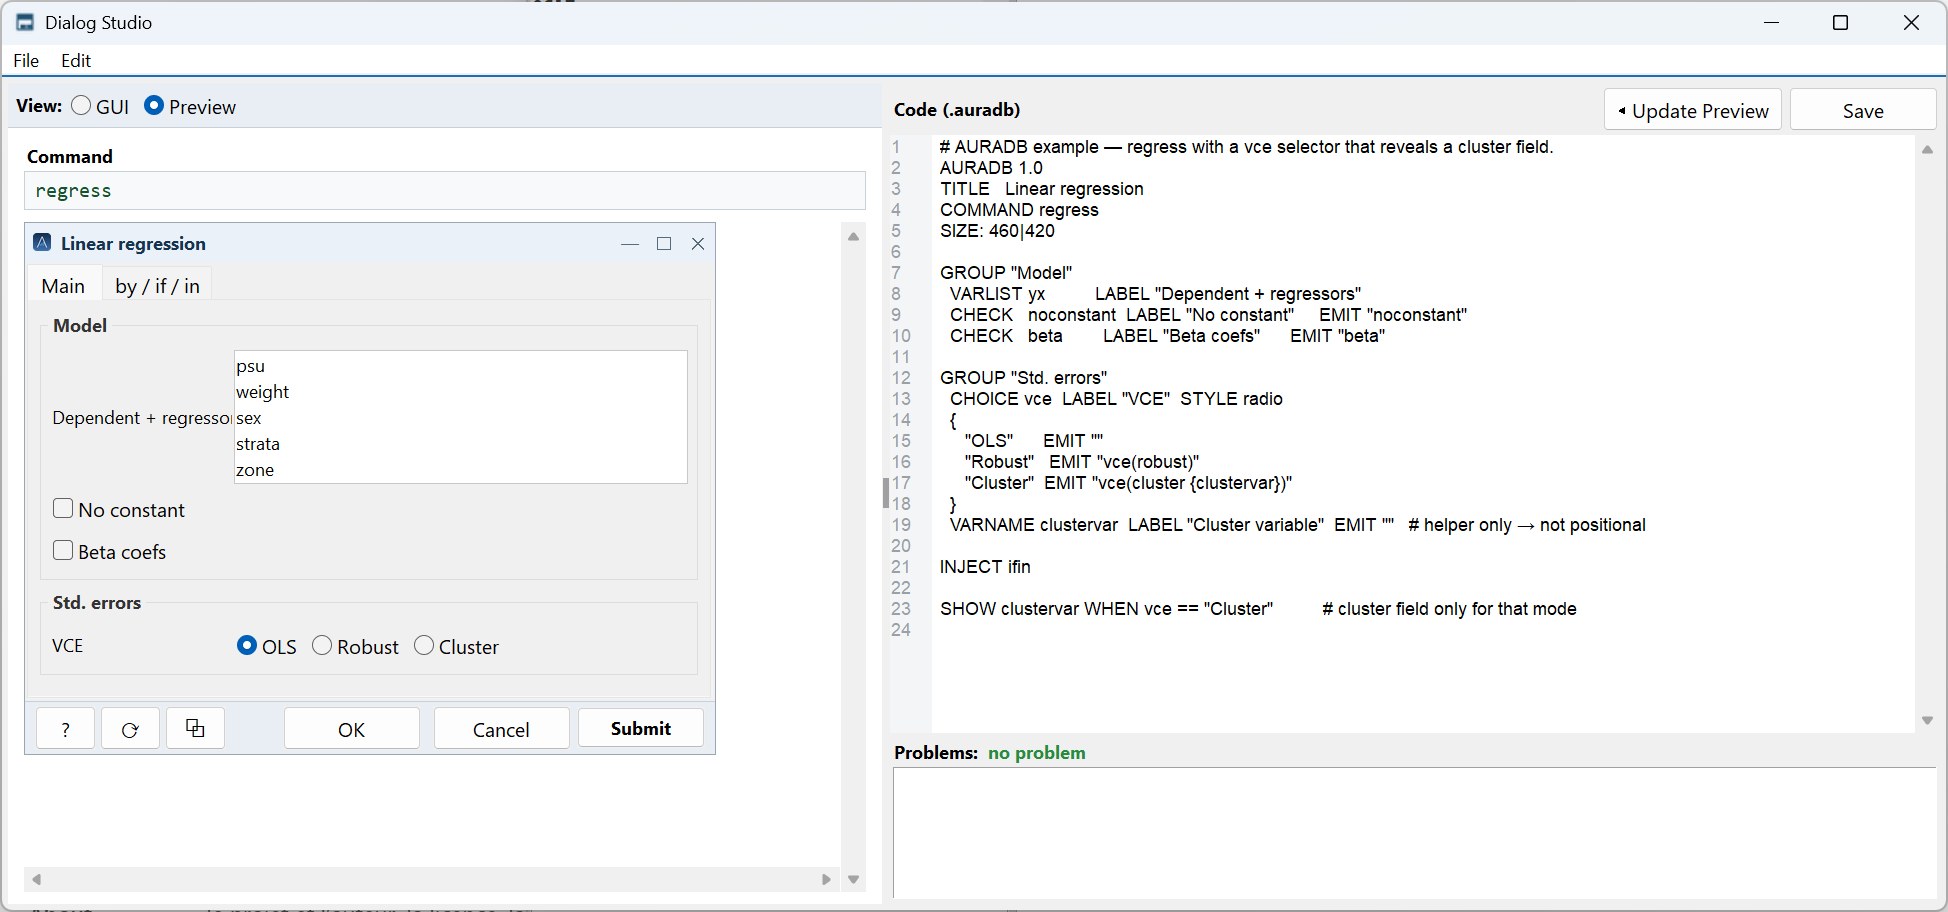 Dialog Studio
File Edit
View: GUI Preview
Command
regress
Linear regression
Main by / if / in
Model
Dependent + regressor
psu
weight
sex
strata
zone
No constant
Beta coefs
Std. errors
VCE OLS Robust Cluster
? OK Cancel Submit
Code (.auradb) Update Preview Save
1 # AURADB example — regress with a vce selector that reveals a cluster field.
2 AURADB 1.0
3 TITLE Linear regression
4 COMMAND regress
5 SIZE: 460|420
6
7 GROUP "Model"
8 VARLIST yx LABEL "Dependent + regressors"
9 CHECK noconstant LABEL "No constant" EMIT "noconstant"
10 CHECK beta LABEL "Beta coefs" EMIT "beta"
11
12 GROUP "Std. errors"
13 CHOICE vce LABEL "VCE" STYLE radio
14 {
15 "OLS" EMIT ""
16 "Robust" EMIT "vce(robust)"
17 "Cluster" EMIT "vce(cluster {clustervar})"
18 }
19 VARNAME clustervar LABEL "Cluster variable" EMIT "" # helper only → not positional
20
21 INJECT ifin
22
23 SHOW clustervar WHEN vce == "Cluster" # cluster field only for that mode
24
Problems: no problem